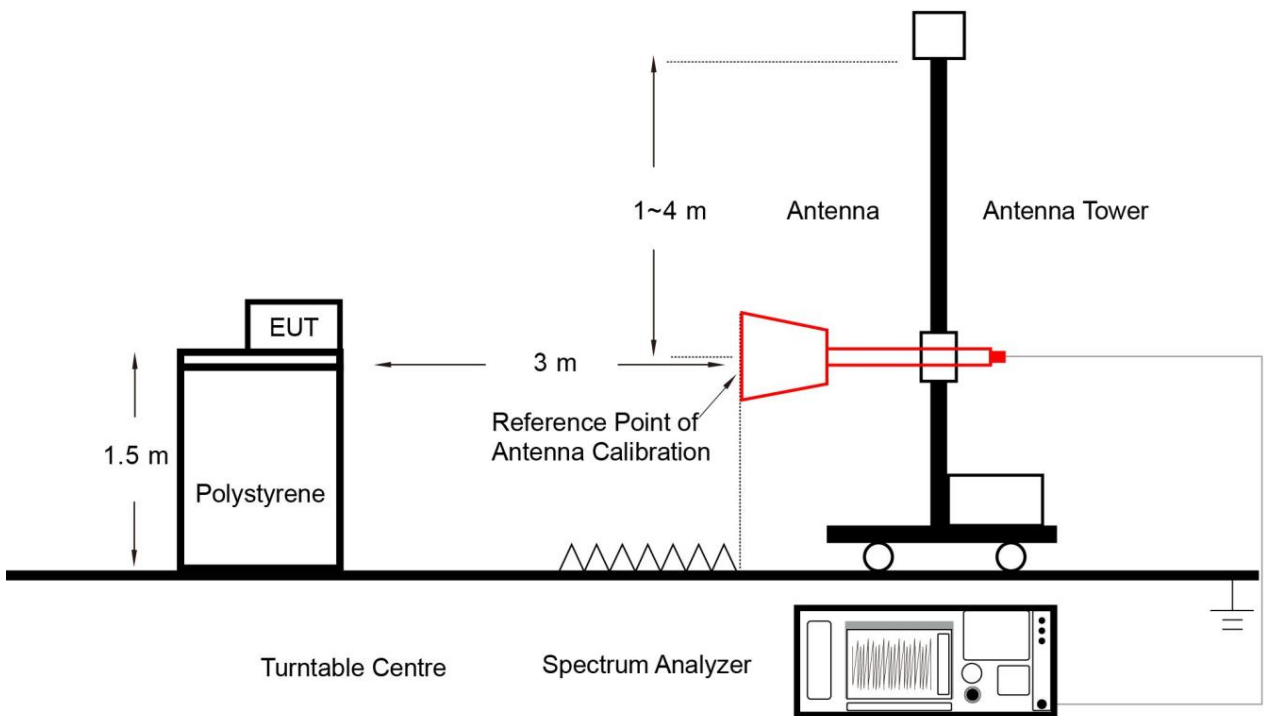 1~4 m
Antenna
Antenna Tower
EUT
3 m
Reference Point of
Antenna Calibration
1.5 m
Polystyrene
Turntable Centre
Spectrum Analyzer